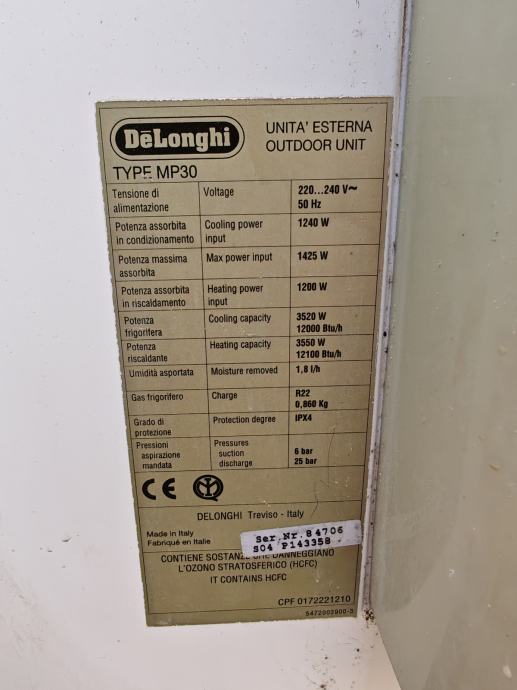 DeLonghi
UNITA' ESTERNA
OUTDOOR UNIT
TYPE MP30
Tensione di alimentazione Voltage 220...240 V~ 50 Hz
Potenza assorbita in condizionamento Cooling power input 1240 W
Potenza massima assorbita Max power input 1425 W
Potenza assorbita in riscaldamento Heating power input 1200 W
Potenza frigorifera Cooling capacity 3520 W 12000 Btu/h
Potenza riscaldante Heating capacity 3550 W 12100 Btu/h
Umidità asportata Moisture removed 1,8 l/h
Gas frigorifero Charge R22 0,860 Kg
Grado di protezione Protection degree IPX4
Pressioni aspirazione mandata Pressures suction discharge 6 bar 25 bar
CE
DELONGHI Treviso - Italy
Made in Italy
Fabriqué en Italie
Ser.Nr.84706
S04 P143358
CONTIENE SOSTANZE CHE DANNEGGIANO
L'OZONO STRATOSFERICO (HCFC)
IT CONTAINS HCFC
CPF 0172221210
5472002900-3